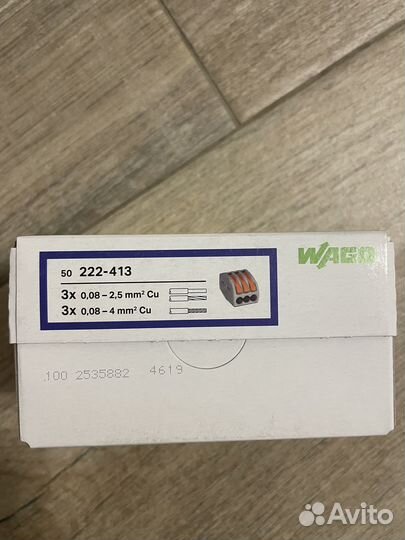 50 222-413
WAGO
3x 0,08 – 2,5 mm² Cu
3x 0,08 – 4 mm² Cu
.100 2535882 4619
Avito